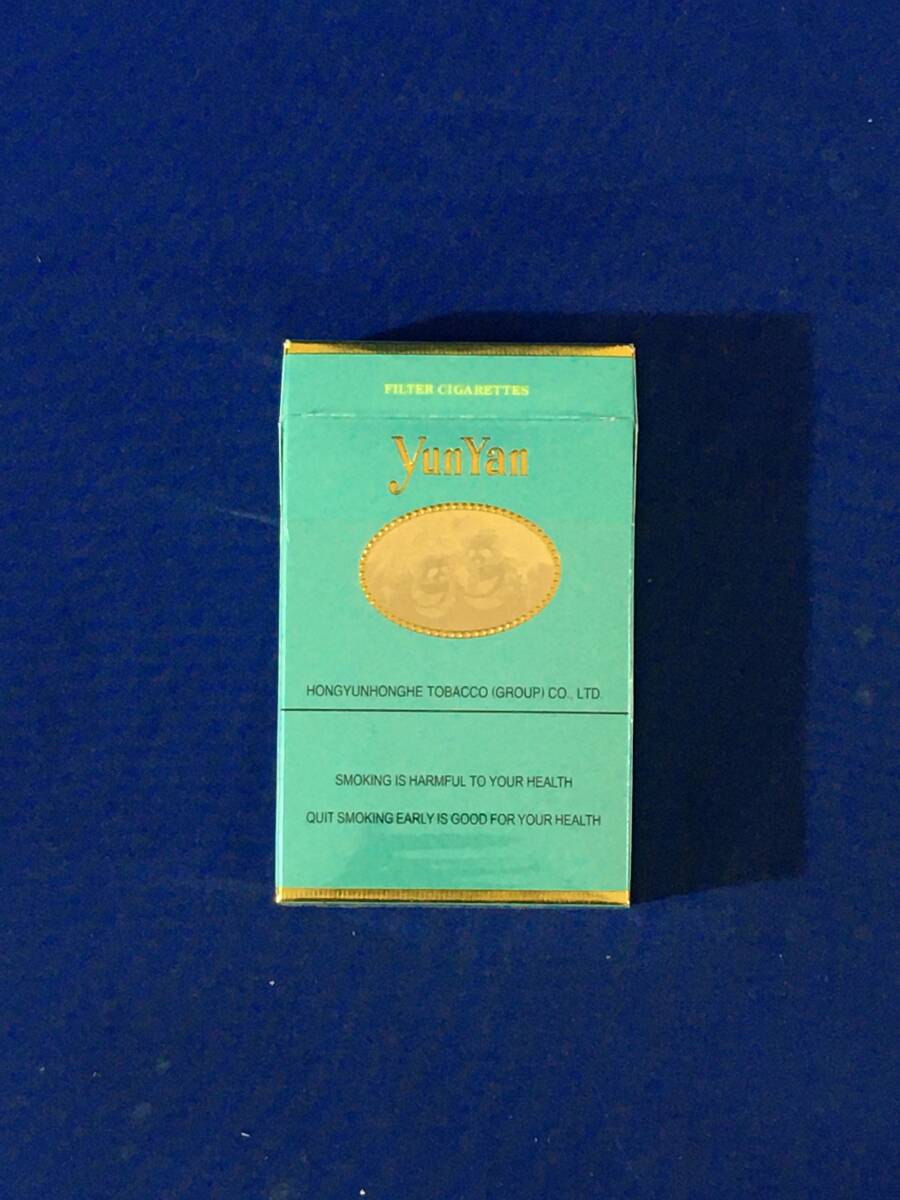 FILTER CIGARETTES
YunYan
HONGYUNHONGHE TOBACCO (GROUP) CO., LTD.
SMOKING IS HARMFUL TO YOUR HEALTH
QUIT SMOKING EARLY IS GOOD FOR YOUR HEALTH